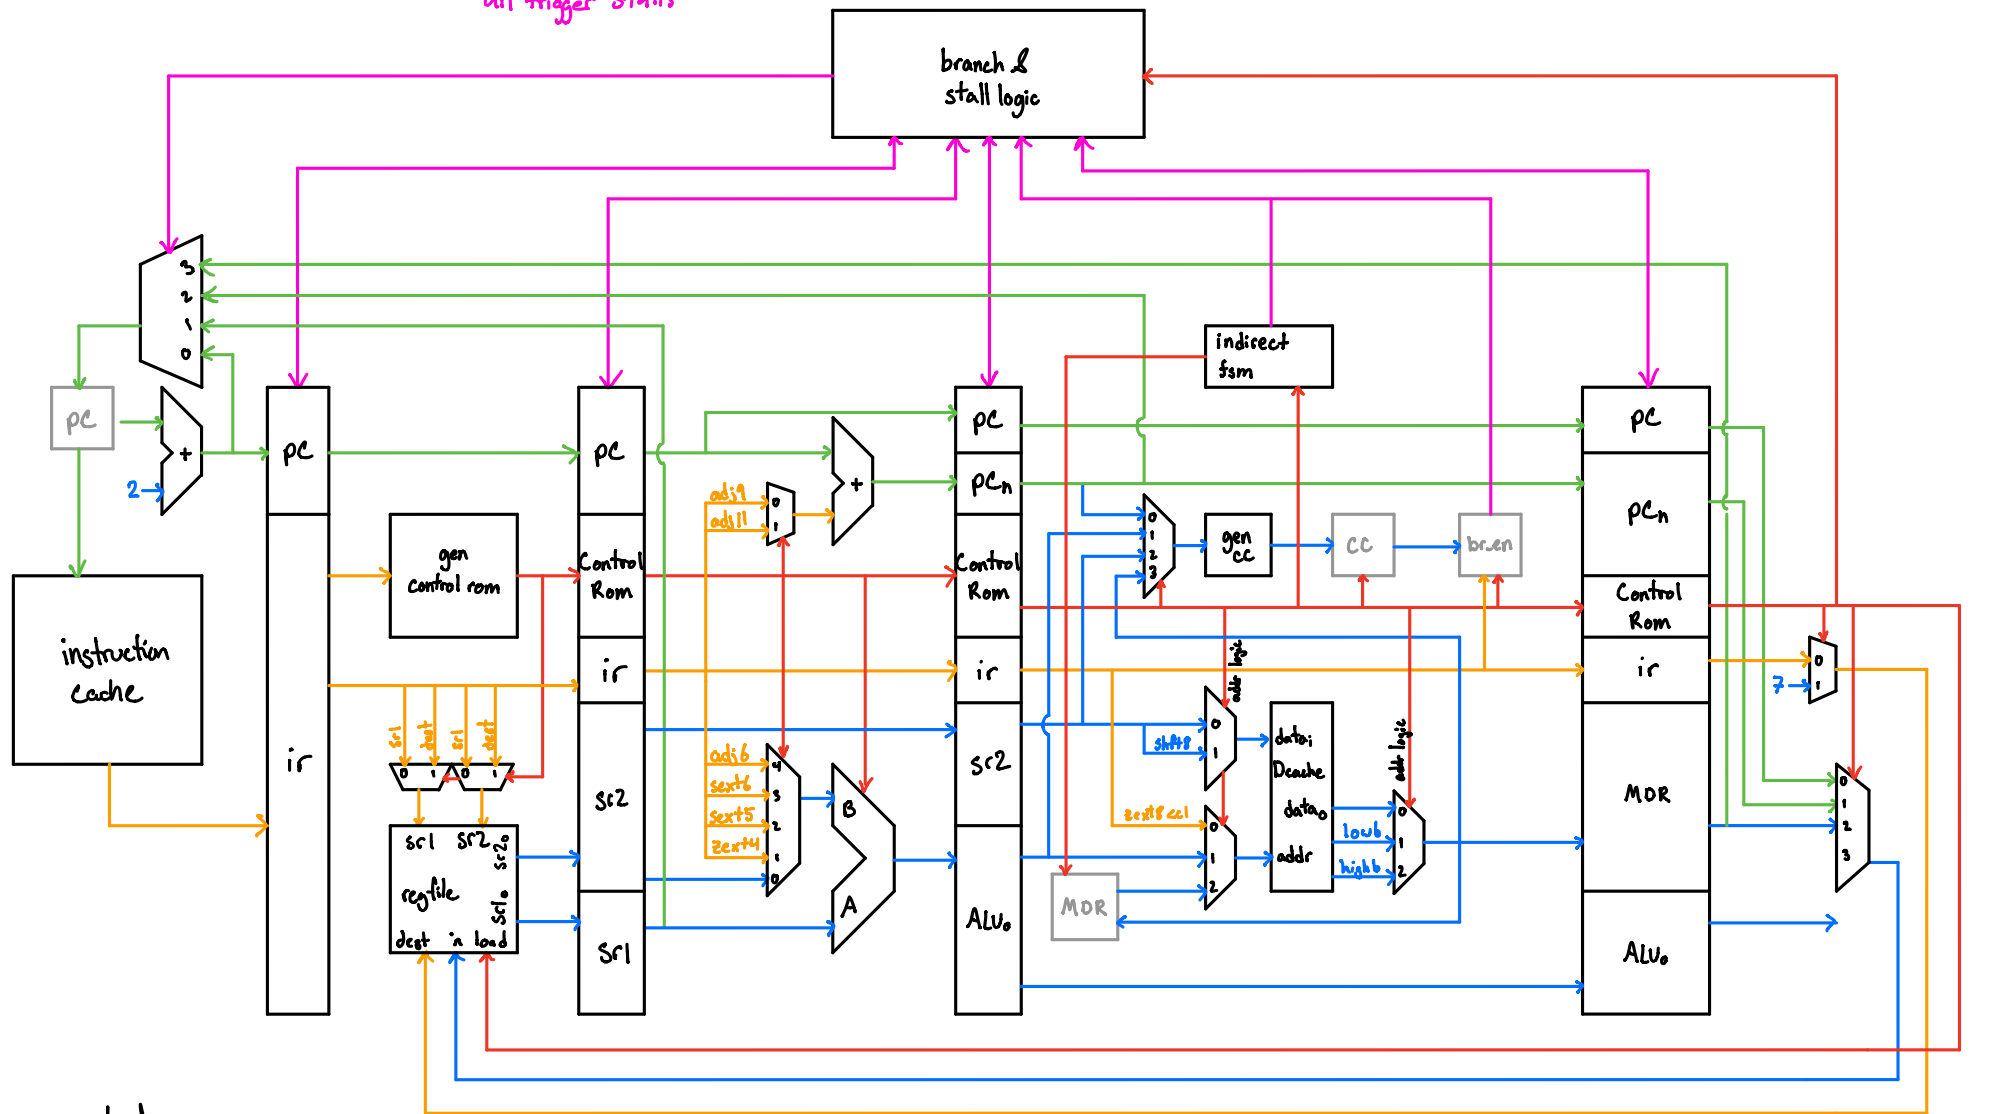 all trigger stalls
branch &
stall logic
3
2
1
0
indirect
fsm
pC
+
2
pC
pC
+
pC
pCn
pC
pCn
adj9
adj11
0
1
gen
control rom
Control
Rom
Control
Rom
0
1
2
3
gen
cc
CC
br_en
Control
Rom
instruction
cache
ir
ir
ir
ir
0
1
7
addr logic
sr1
dest
sr1
dest
0
1
0
1
sr2
adj6
sext6
sext5
zext4
4
3
2
1
0
B
A
sr2
0
1
shft8
datai
Dcache
datao
addr
addr logic
0
1
2
lowb
highb
zext8<<1
0
1
2
MDR
MDR
0
1
2
3
sr1
sr2
sr2o
regfile
sr1o
dest
in
load
sr1
ALUo
ALUo